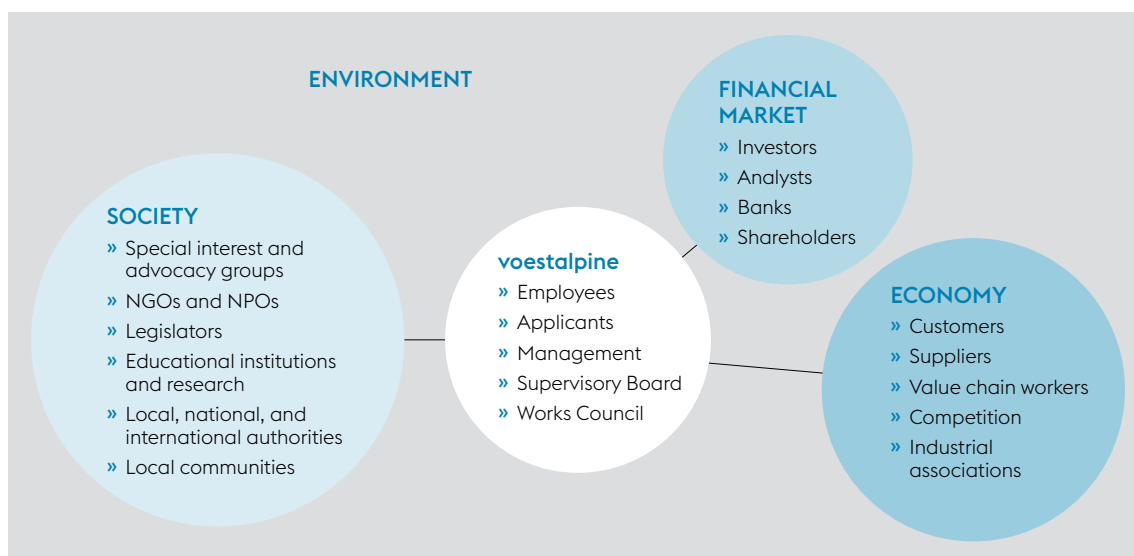 ENVIRONMENT
SOCIETY
» Special interest and
advocacy groups
» NGOs and NPOs
» Legislators
» Educational institutions
and research
» Local, national, and
international authorities
» Local communities
voestalpine
» Employees
» Applicants
» Management
» Supervisory Board
» Works Council
FINANCIAL
MARKET
» Investors
» Analysts
» Banks
» Shareholders
ECONOMY
» Customers
» Suppliers
» Value chain workers
» Competition
» Industrial
associations